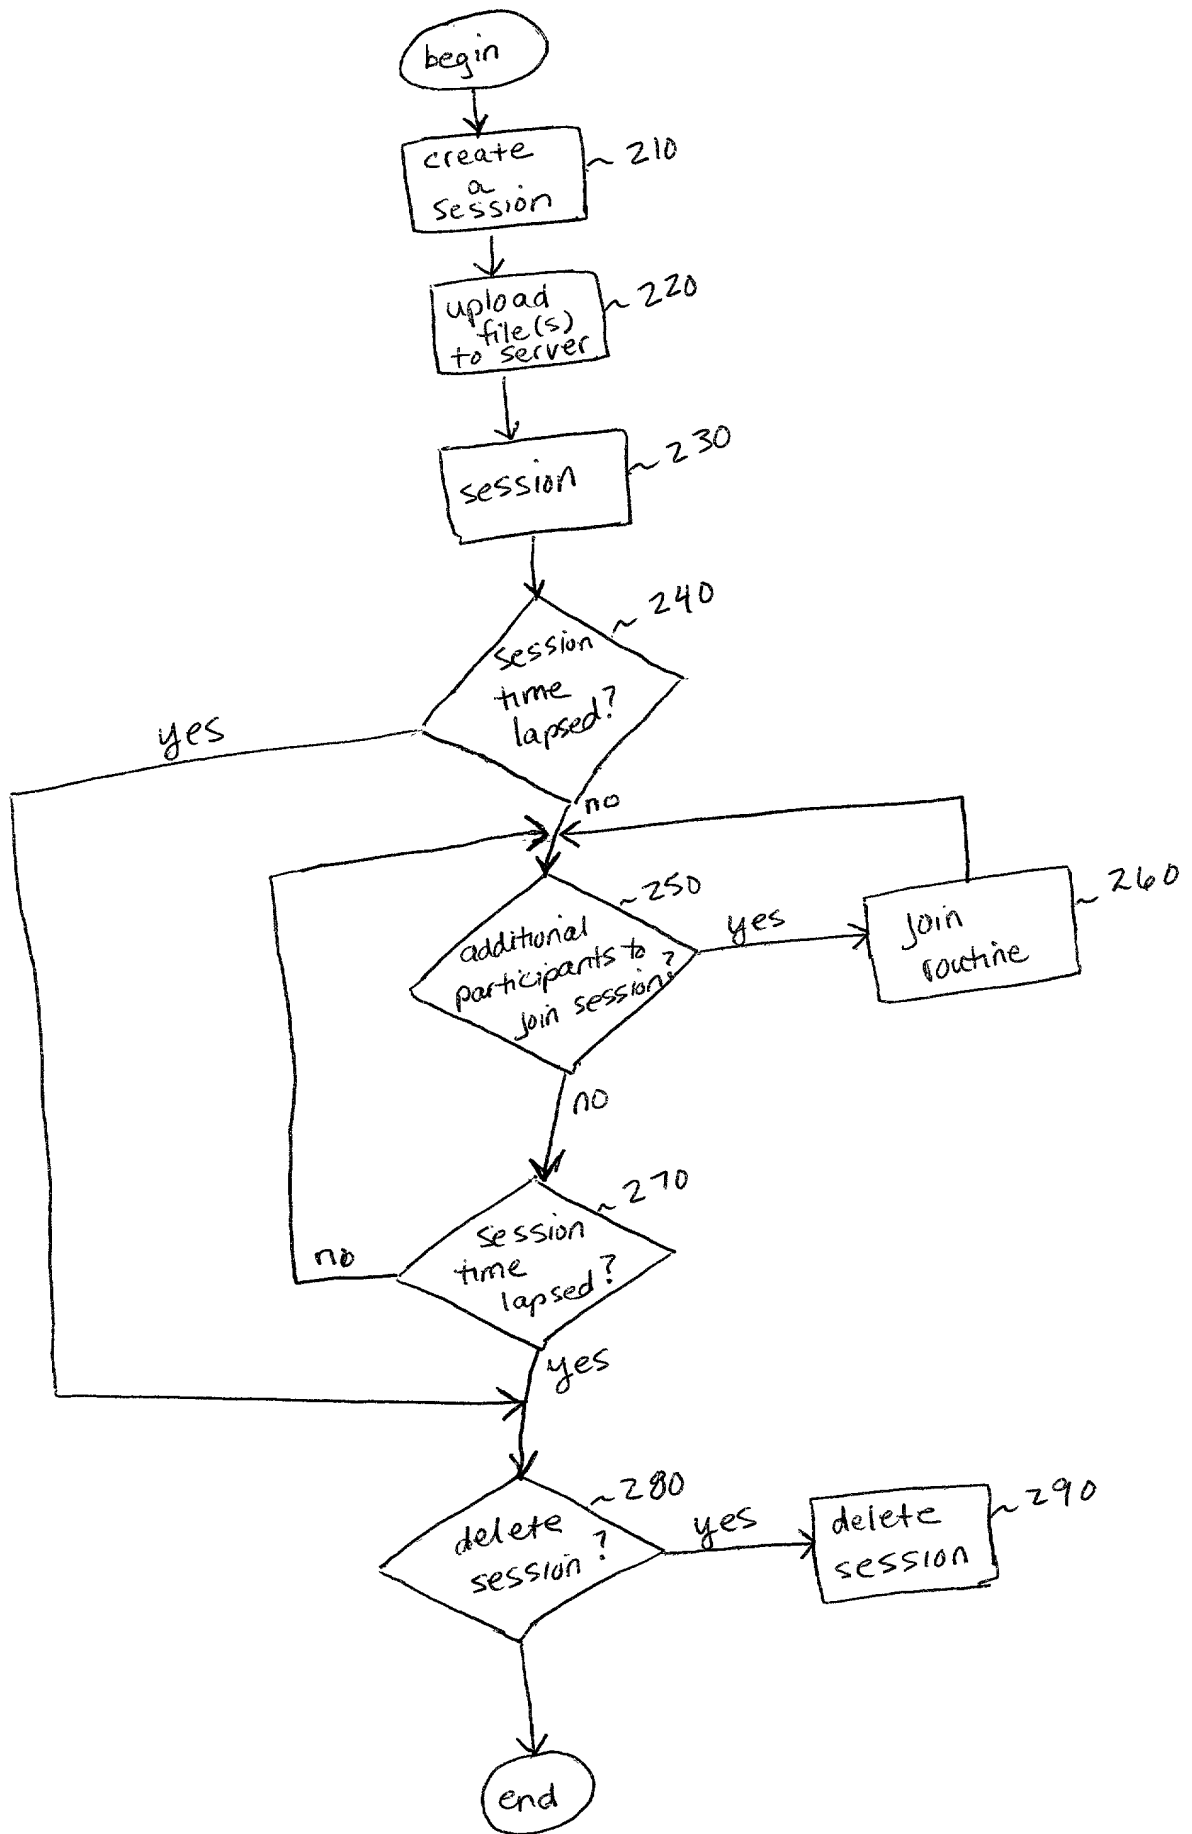 begin
create
a
session
~ 210
upload
file(s)
to server
~ 220
session
~ 230
session
time
lapsed?
~ 240
yes
no
additional
participants to
join session?
~ 250
yes
join
routine
~ 260
no
session
time
lapsed?
~ 270
no
yes
delete
session?
~ 280
yes
delete
session
~ 290
end